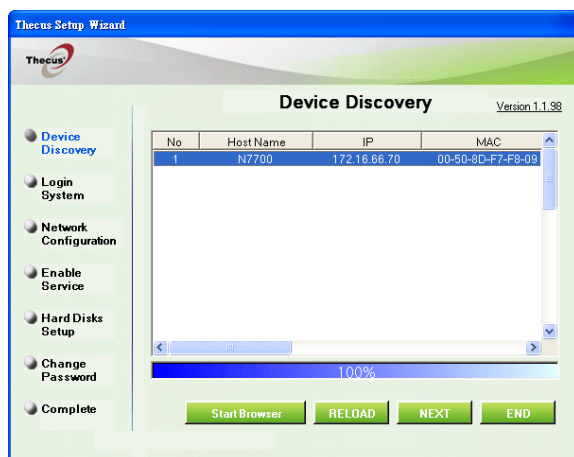 Thecus Setup Wizard
Thecus
Device Discovery
Version 1.1.98
Device
Discovery
Login
System
Network
Configuration
Enable
Service
Hard Disks
Setup
Change
Password
Complete
No Host Name IP MAC
1 N7700 172.16.66.70 00-50-8D-F7-F8-09
100%
Start Browser RELOAD NEXT END